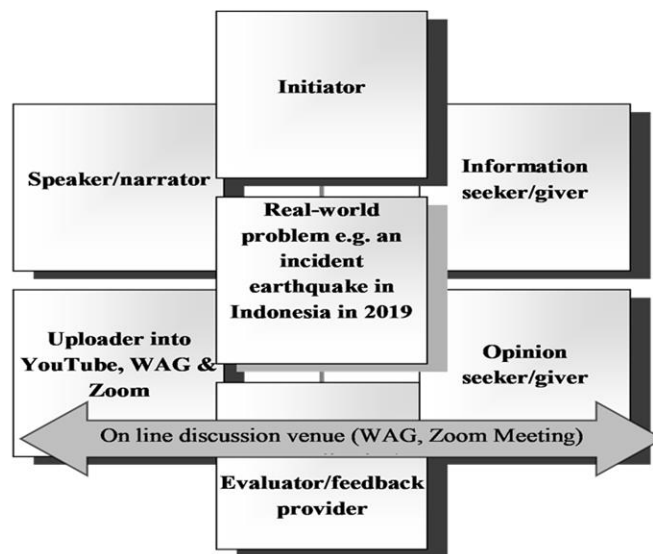 Initiator
Speaker/narrator
Information
seeker/giver
Real-world
problem e.g. an
incident
earthquake in
Indonesia in 2019
Uploader into
YouTube, WAG &
Zoom
Opinion
seeker/giver
On line discussion venue (WAG, Zoom Meeting)
Evaluator/feedback
provider